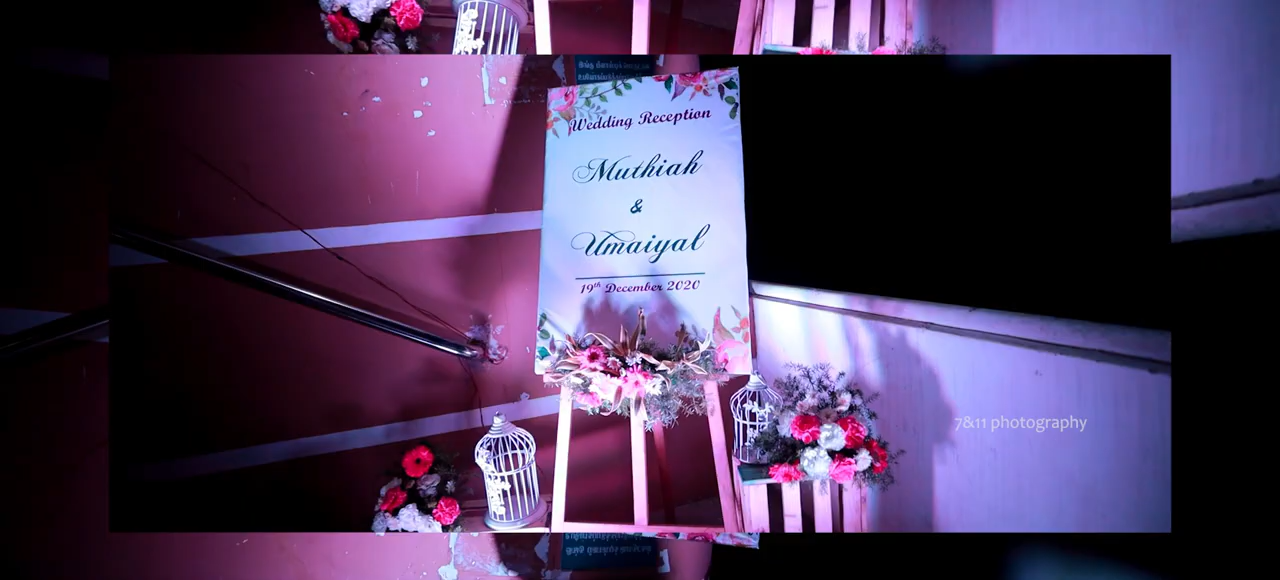 Wedding Reception
Muthiah
&
Umaiyal
19th December 2020
7&11 photography